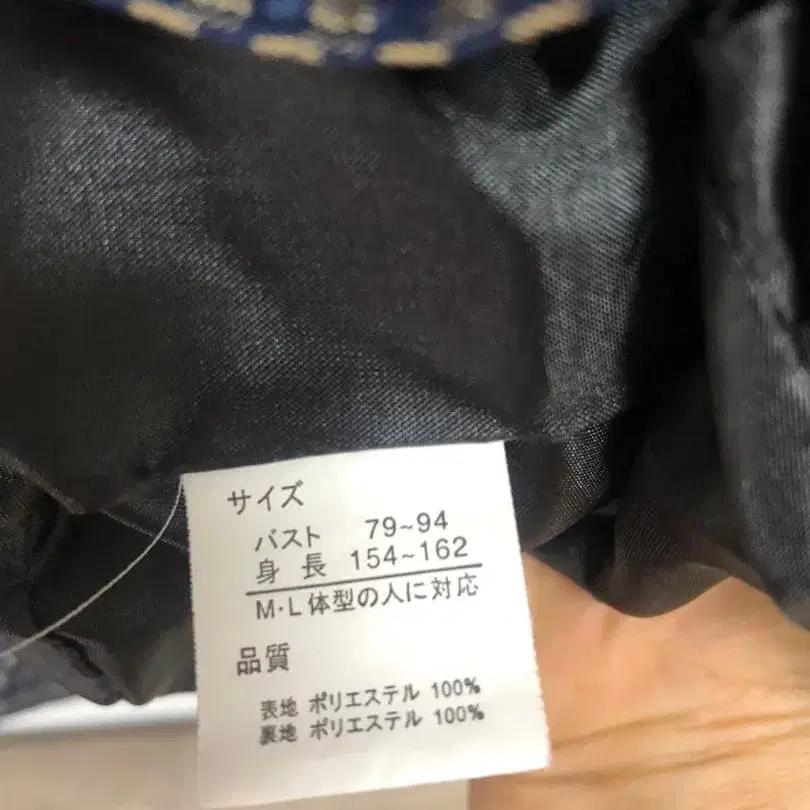 サイズ
バスト 79~94
身長 154~162
M・L体型の人に対応
品質
表地 ポリエステル 100%
裏地 ポリエステル 100%